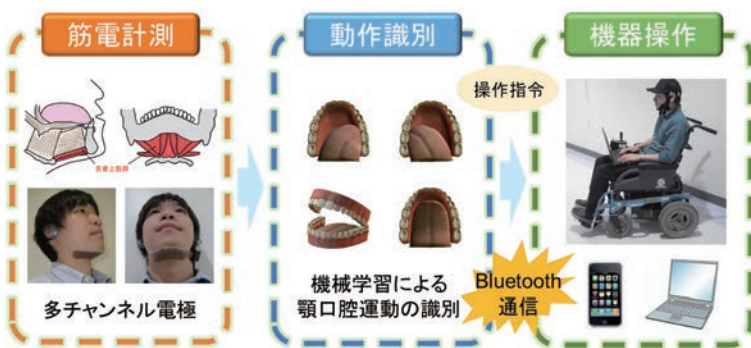 筋電計測
舌骨上筋群
多チャンネル電極
動作識別
機械学習による
顎口腔運動の識別
操作指令
Bluetooth
通信
機器操作